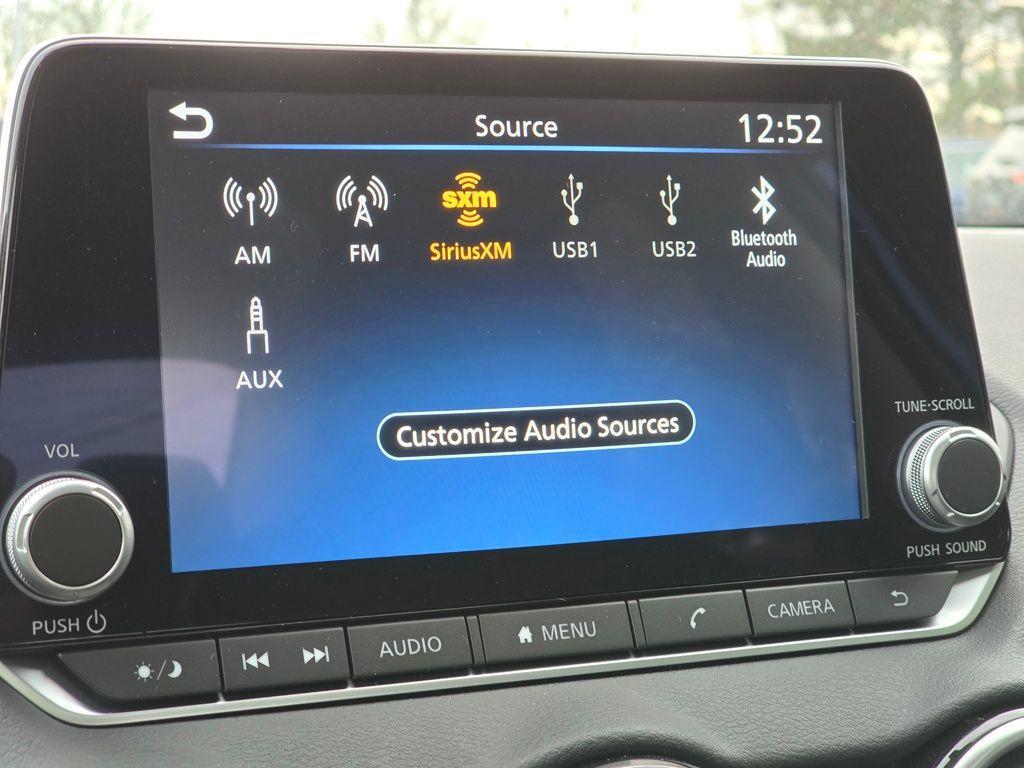 Source
12:52
sxm
AM
FM
SiriusXM
USB1
USB2
Bluetooth
Audio
AUX
Customize Audio Sources
VOL
PUSH
TUNE·SCROLL
PUSH SOUND
AUDIO
MENU
CAMERA